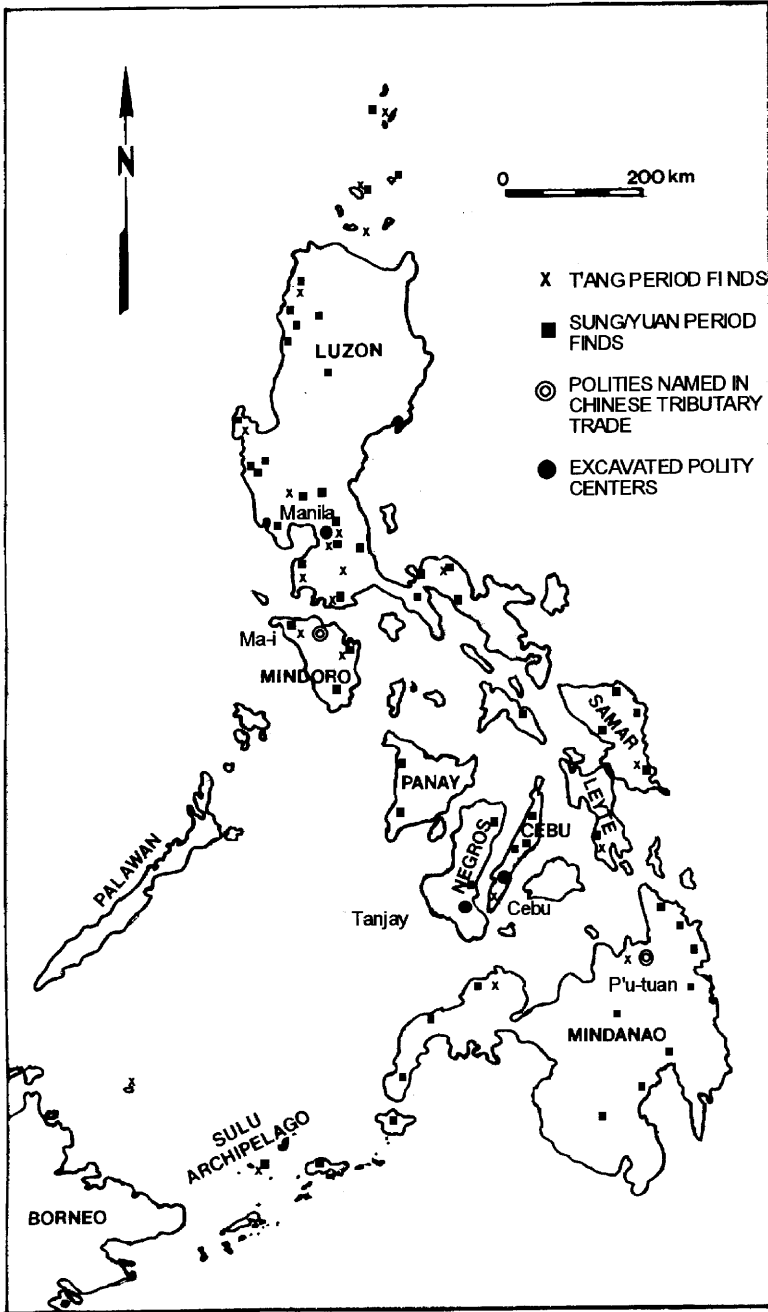 N
0 200 km
X T'ANG PERIOD FINDS
SUNG/YUAN PERIOD
FINDS
POLITIES NAMED IN
CHINESE TRIBUTARY
TRADE
EXCAVATED POLITY
CENTERS
LUZON
Manila
Ma-i
MINDORO
SAMAR
PANAY
LEYTE
CEBU
NEGROS
PALAWAN
Tanjay
Cebu
P'u-tuan
MINDANAO
SULU
ARCHIPELAGO
BORNEO